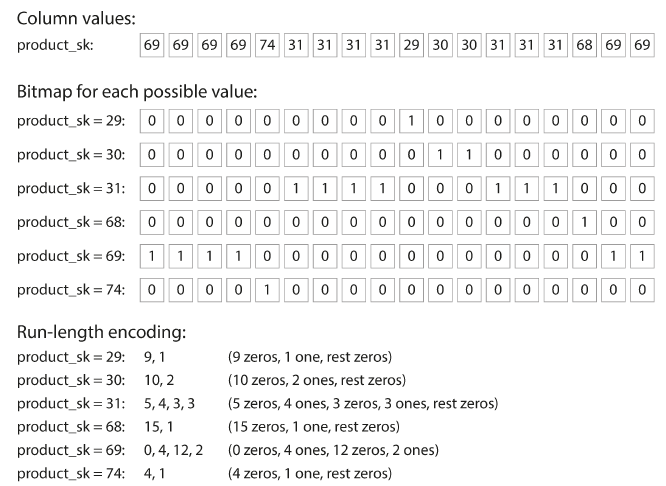 Column values:
product_sk: 69 69 69 69 74 31 31 31 31 29 30 30 31 31 31 68 69 69
Bitmap for each possible value:
product_sk = 29: 0 0 0 0 0 0 0 0 0 1 0 0 0 0 0 0 0 0
product_sk = 30: 0 0 0 0 0 0 0 0 0 0 1 1 0 0 0 0 0 0
product_sk = 31: 0 0 0 0 0 1 1 1 1 0 0 0 1 1 1 0 0 0
product_sk = 68: 0 0 0 0 0 0 0 0 0 0 0 0 0 0 0 1 0 0
product_sk = 69: 1 1 1 1 0 0 0 0 0 0 0 0 0 0 0 0 1 1
product_sk = 74: 0 0 0 0 1 0 0 0 0 0 0 0 0 0 0 0 0 0
Run-length encoding:
product_sk = 29: 9, 1 (9 zeros, 1 one, rest zeros)
product_sk = 30: 10, 2 (10 zeros, 2 ones, rest zeros)
product_sk = 31: 5, 4, 3, 3 (5 zeros, 4 ones, 3 zeros, 3 ones, rest zeros)
product_sk = 68: 15, 1 (15 zeros, 1 one, rest zeros)
product_sk = 69: 0, 4, 12, 2 (0 zeros, 4 ones, 12 zeros, 2 ones)
product_sk = 74: 4, 1 (4 zeros, 1 one, rest zeros)